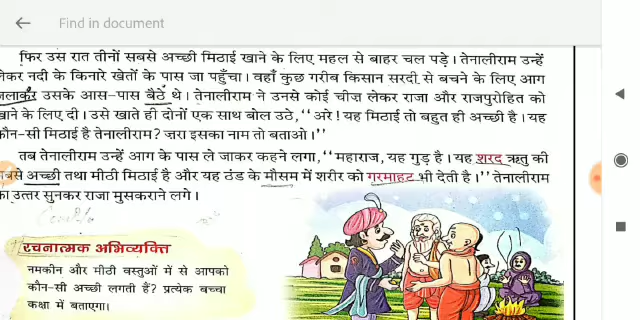 Find in document
फिर उस रात तीनों सबसे अच्छी मिठाई खाने के लिए महल से बाहर चल पड़े। तेनालीराम उन्हें
लेकर नदी के किनारे खेतों के पास जा पहुँचा। वहाँ कुछ गरीब किसान सरदी से बचने के लिए आग
जलाकर उसके आस-पास बैठे थे। तेनालीराम ने उनसे कोई चीज़ लेकर राजा और राजपुरोहित को
खाने के लिए दी। उसे खाते ही दोनों एक साथ बोल उठे, ‘‘अरे! यह मिठाई तो बहुत ही अच्छी है। यह
कौन-सी मिठाई है तेनालीराम? ज़रा इसका नाम तो बताओ।’’
तब तेनालीराम उन्हें आग के पास ले जाकर कहने लगा, ‘‘महाराज, यह गुड़ है। यह शरद ऋतु की
सबसे अच्छी तथा मीठी मिठाई है और यह ठंड के मौसम में शरीर को गरमाहट भी देती है।’’ तेनालीराम
का उत्तर सुनकर राजा मुसकराने लगे।
रचनात्मक अभिव्यक्ति
नमकीन और मीठी वस्तुओं में से आपको
कौन-सी अच्छी लगती हैं? प्रत्येक बच्चा
कक्षा में बताएगा।